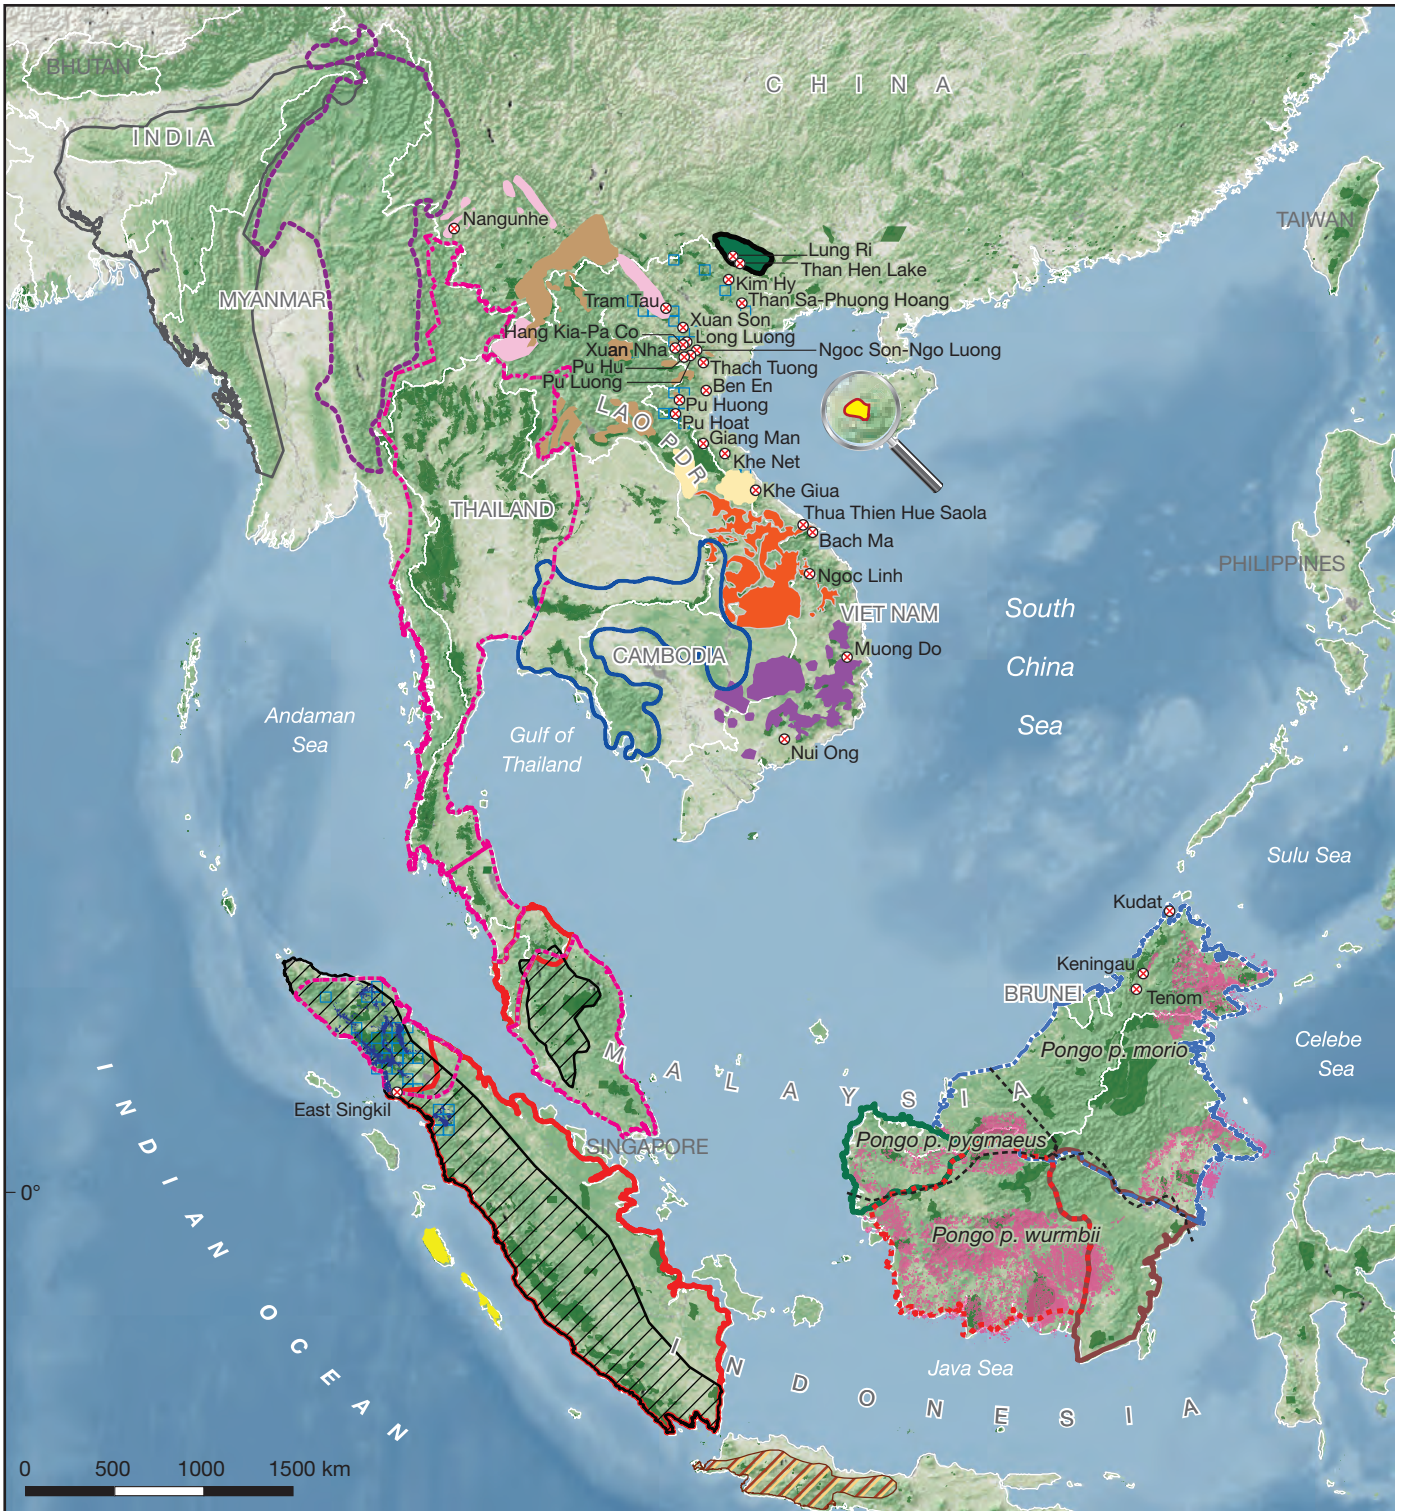 BHUTAN
C H I N A
INDIA
Nangunhe
TAIWAN
Lung Ri
Than Hen Lake
Kim Hy
Than Sa-Phuong Hoang
MYANMAR
Tram Tau
Xuan Son
Hang Kia-Pa Co
Long Luong
Xuan Nha
Ngoc Son-Ngo Luong
Pu Hu
Thach Tuong
Pu Luong
Ben En
Pu Huong
LAO PDR
Pu Hoat
Giang Man
Khe Net
Khe Giua
THAILAND
Thua Thien Hue Saola
Bach Ma
PHILIPPINES
Ngoc Linh
VIET NAM
South
China
Sea
CAMBODIA
Muong Do
Andaman
Sea
Gulf of
Thailand
Nui Ong
Sulu Sea
Kudat
Keningau
BRUNEI
Tenom
Celebe
Sea
Pongo p. morio
M A L A Y S I A
East Singkil
SINGAPORE
Pongo p. pygmaeus
0°
Pongo p. wurmbii
I N D I A N O C E A N
Java Sea
I N D O N E S I A
0 500 1000 1500 km